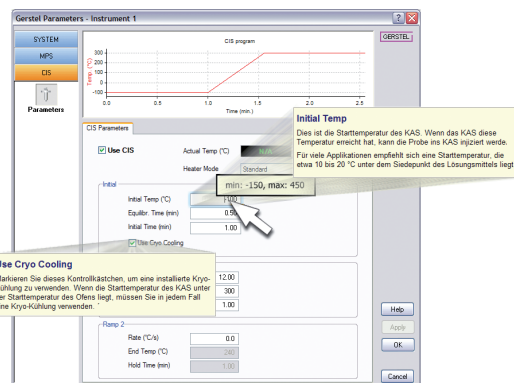 Gerstel Parameters - Instrument 1
SYSTEM
MPS
CIS
Parameters
GERSTEL
CIS program
Temp. (°C)
300
200
100
0
-100
0.0 0.5 1.0 1.5 2.0 2.5
Time (min.)
CIS Parameters
Use CIS
Actual Temp (°C)
N/A
Heater Mode
Standard
Initial
min: -150, max: 450
Initial Temp (°C)
-100
Equilibr. Time (min)
0.50
Initial Time (min)
1.00
Use Cryo Cooling
Initial Temp
Dies ist die Starttemperatur des KAS. Wenn das KAS diese
Temperatur erreicht hat, kann die Probe ins KAS injiziert werde.
Für viele Applikationen empfiehlt sich eine Starttemperatur, die
etwa 10 bis 20 °C unter dem Siedepunkt des Lösungsmittels liegt
Use Cryo Cooling
Markieren Sie dieses Kontrollkästchen, um eine installierte Kryo-
kühlung zu verwenden. Wenn die Starttemperatur des KAS unter
der Starttemperatur des Ofens liegt, müssen Sie in jedem Fall
eine Kryo-Kühlung verwenden.
12.00
300
1.00
Ramp 2
Rate (°C/s)
0.0
End Temp (°C)
240
Hold Time (min)
1.00
Help
Apply
OK
Cancel